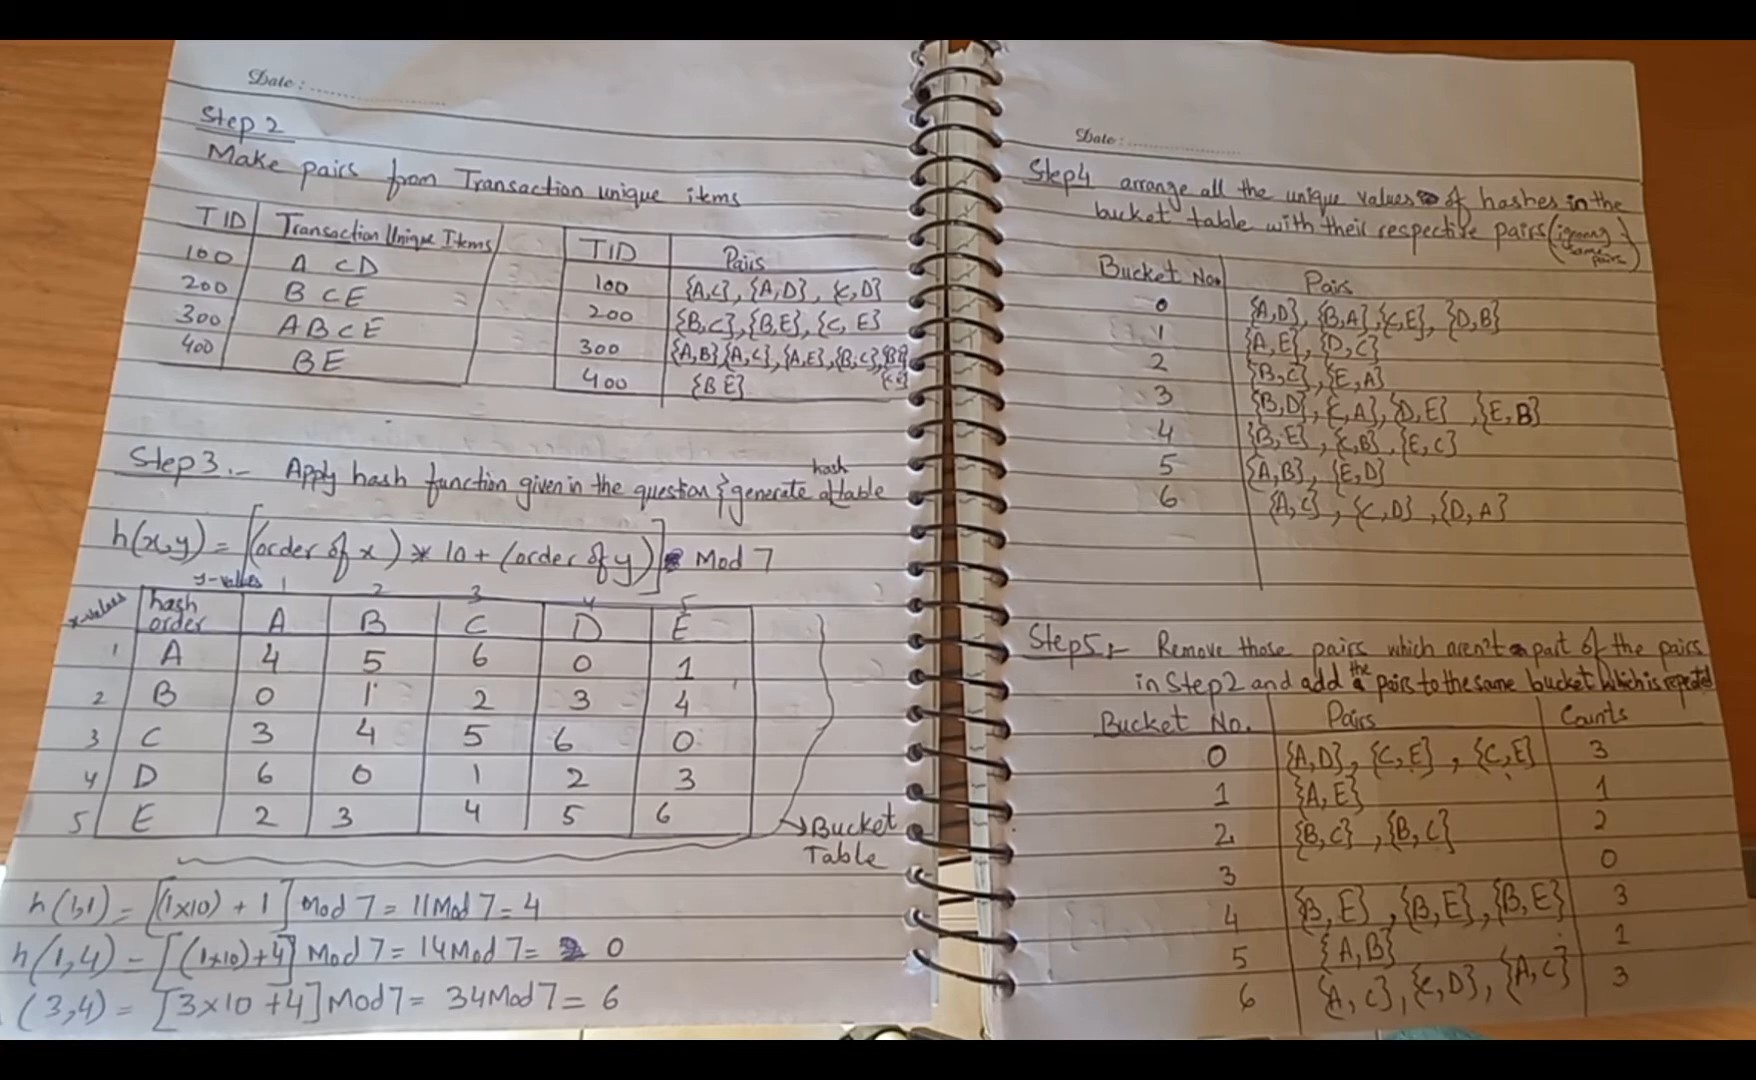 Date :
Step 2
Make pairs from Transaction unique items
TID Transaction Unique Items
100 A CD
200 B CE
300 A B C E
400 BE
TID Pairs
100 {A,C}, {A,D}, {C,D}
200 {B,C}, {B,E}, {C, E}
300 {A,B} {A,C}, {A,E}, {B,C}, {B,E}
{C,E}
400 {B E}
Step 3.- Apply hash function given in the question & generate a hash table
h(x,y) = [(order of x) * 10 + (order of y)] Mod 7
y-values 1 2 3 4 5
x-values hash order A B C D E
1 A 4 5 6 0 1
2 B 0 1 2 3 4
3 C 3 4 5 6 0
4 D 6 0 1 2 3
5 E 2 3 4 5 6
→ Bucket
Table
h(1,1) = [(1x10) + 1] Mod 7 = 11 Mod 7 = 4
h(1,4) = [(1x10)+4] Mod 7 = 14 Mod 7 = 0
(3,4) = [3x10 +4] Mod 7 = 34 Mod 7 = 6
Date :
Step 4 arrange all the unique values of hashes in the
bucket table with their respective pairs (ignoring
same pairs)
Bucket No. Pairs
0 {A,D}, {B,A}, {C,E}, {D,B}
1 {A,E}, {D,C}
2 {B,C}, {E,A}
3 {B,D}, {C,A}, {D,E}, {E,B}
4 {B,E}, {C,B}, {E,C}
5 {A,B}, {E,D}
6 {A,C}, {C,D}, {D,A}
Step 5:- Remove those pairs which aren't a part of the pairs
in Step 2 and add the pairs to the same bucket which is repeated
Bucket No. Pairs Counts
0 {A,D}, {C,E}, {C,E} 3
1 {A,E} 1
2 {B,C}, {B,C} 2
3 0
4 {B,E}, {B,E}, {B,E} 3
5 {A,B} 1
6 {A,C}, {C,D}, {A,C} 3